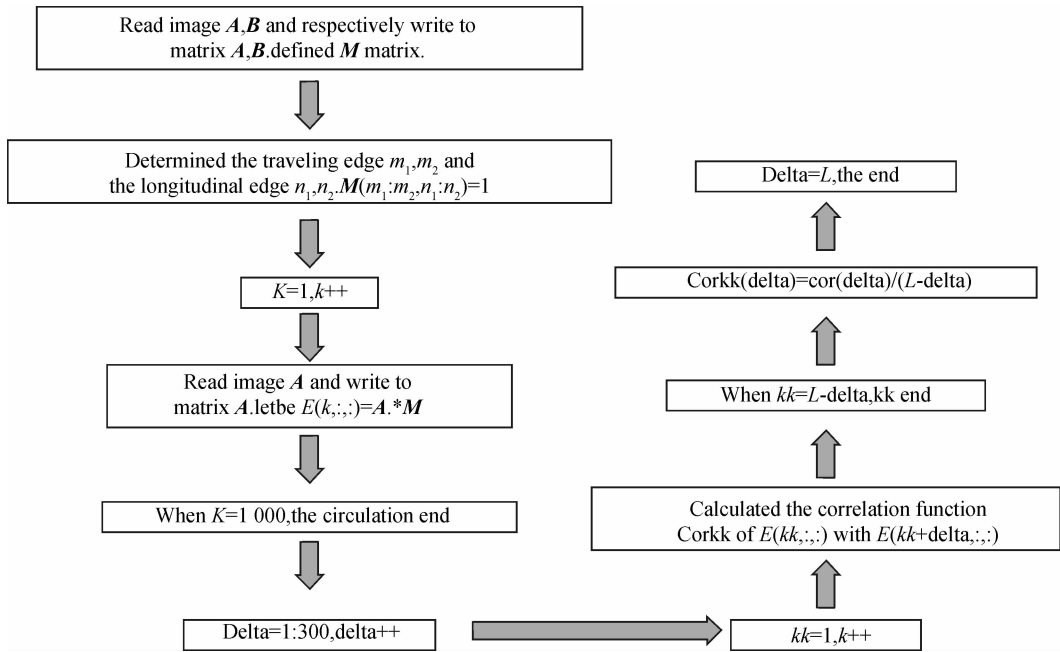 Read image A,B and respectively write to
matrix A,B.defined M matrix.
Determined the traveling edge m₁,m₂ and
the longitudinal edge n₁,n₂.M(m₁:m₂,n₁:n₂)=1
K=1,k++
Read image A and write to
matrix A.letbe E(k,:,:)=A.*M
When K=1 000,the circulation end
Delta=1:300,delta++
kk=1,k++
Calculated the correlation function
Corkk of E(kk,:,:) with E(kk+delta,:,:)
When kk=L-delta,kk end
Corkk(delta)=cor(delta)/(L-delta)
Delta=L,the end